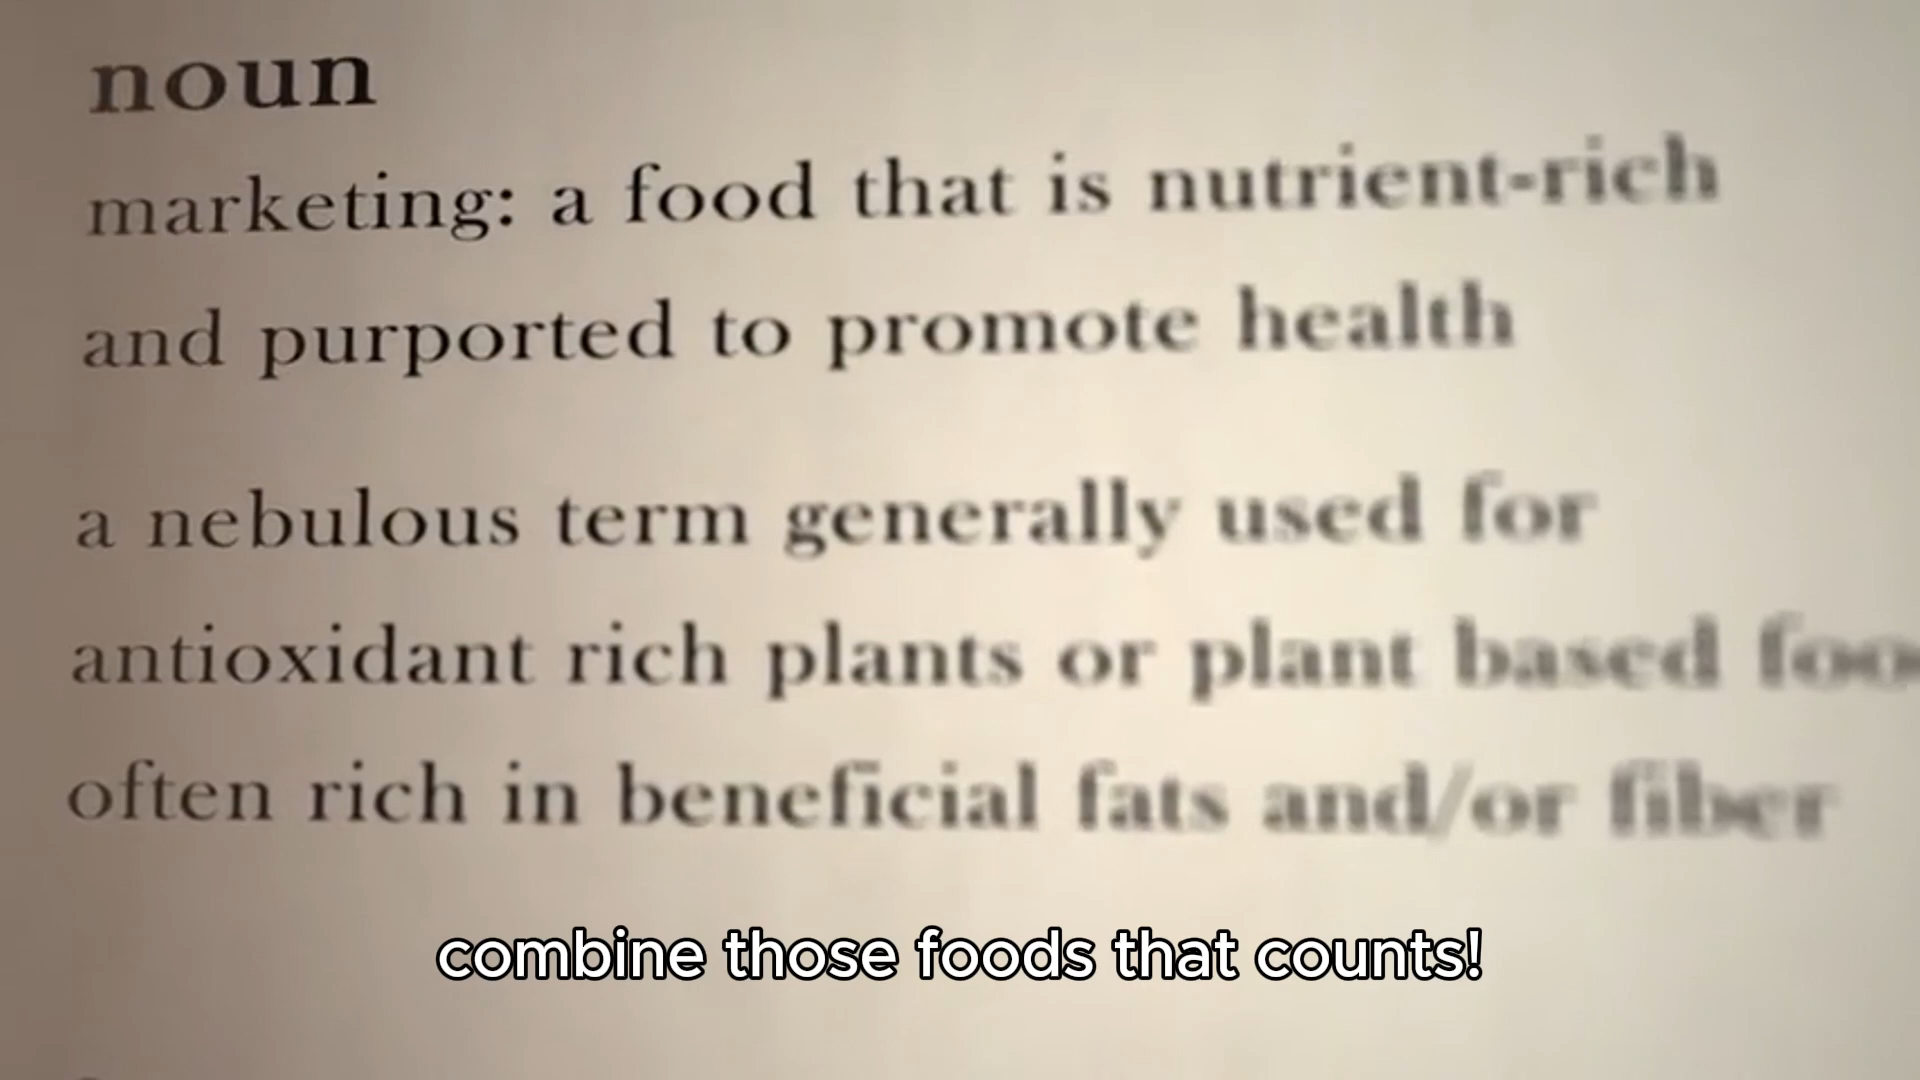 noun
marketing: a food that is nutrient-rich
and purported to promote health
a nebulous term generally used for
antioxidant rich plants or plant based foo
often rich in beneficial fats and/or fiber
combine those foods that counts!